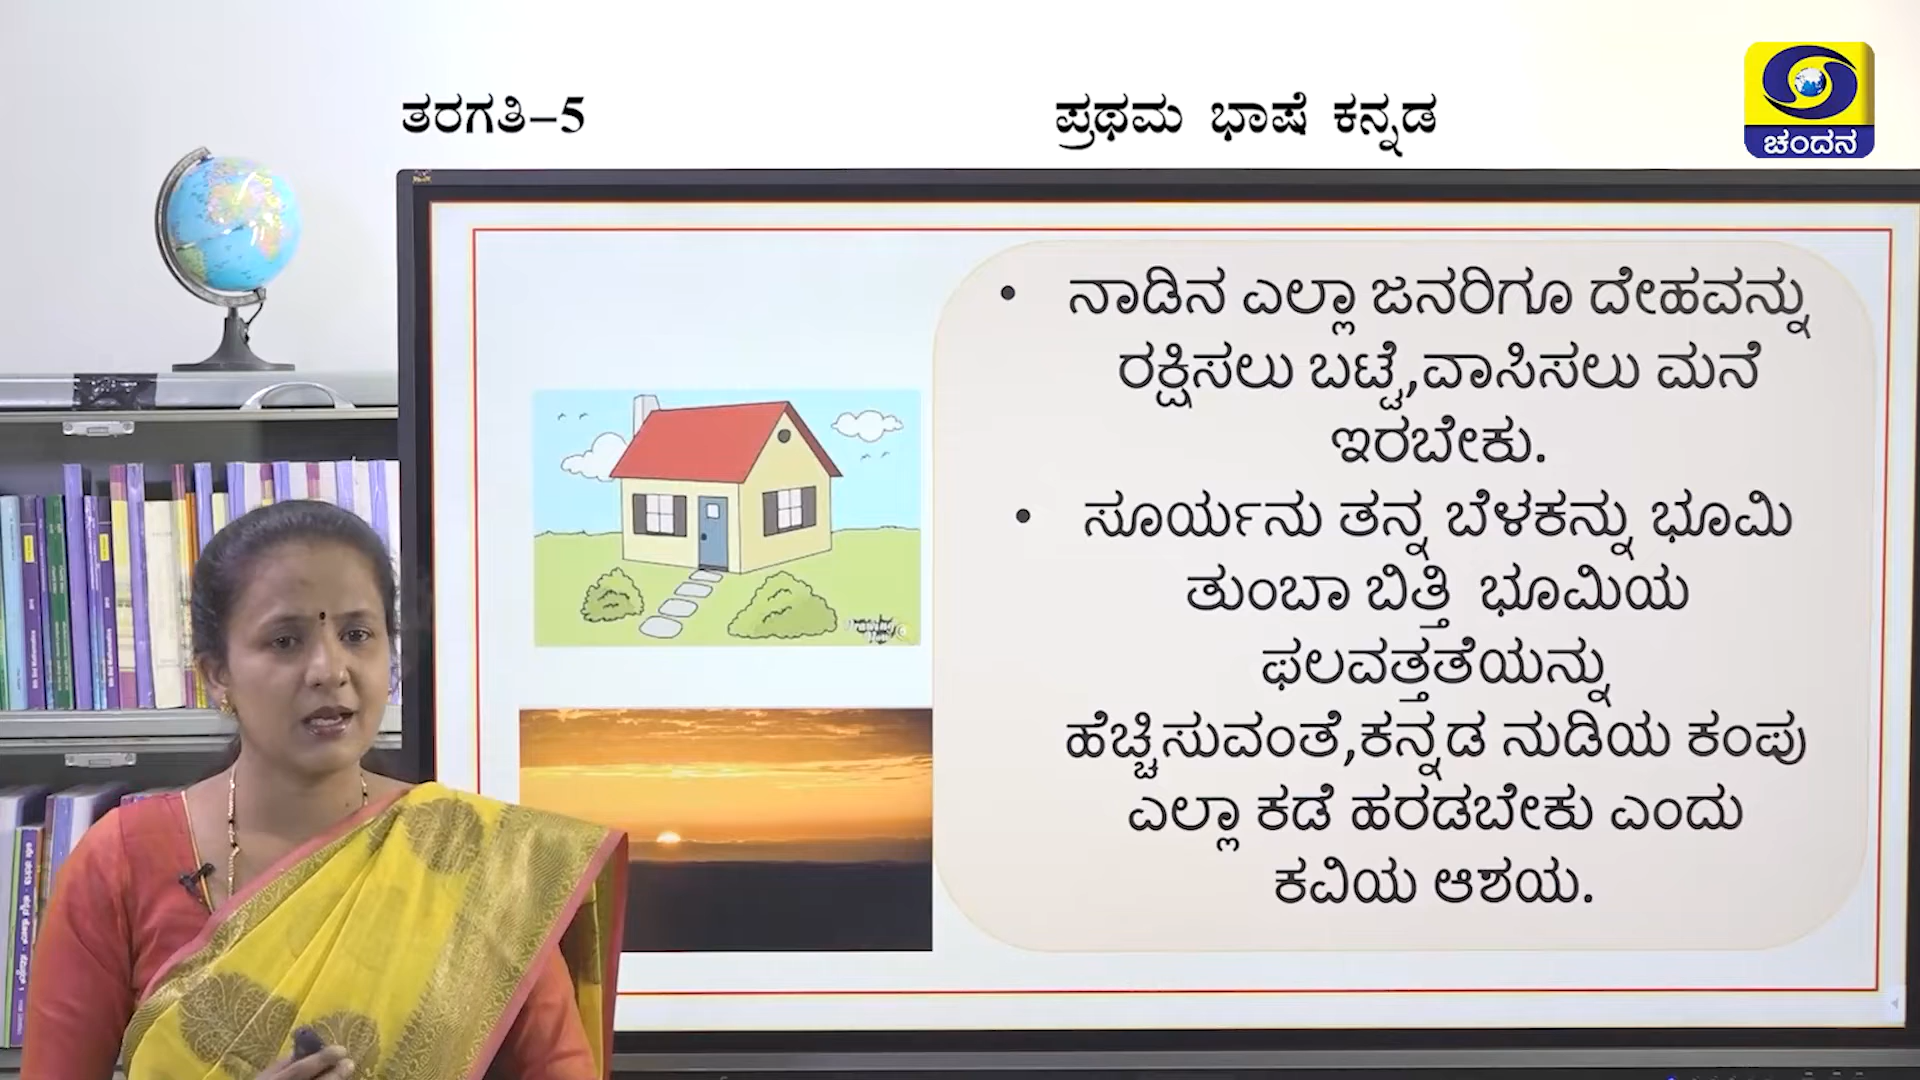 ತರಗತಿ-5
ಪ್ರಥಮ ಭಾಷೆ ಕನ್ನಡ
ಚಂದನ
• ನಾಡಿನ ಎಲ್ಲಾ ಜನರಿಗೂ ದೇಹವನ್ನು
ರಕ್ಷಿಸಲು ಬಟ್ಟೆ,ವಾಸಿಸಲು ಮನೆ
ಇರಬೇಕು.
• ಸೂರ್ಯನು ತನ್ನ ಬೆಳಕನ್ನು ಭೂಮಿ
ತುಂಬಾ ಬಿತ್ತಿ ಭೂಮಿಯ
ಫಲವತ್ತತೆಯನ್ನು
ಹೆಚ್ಚಿಸುವಂತೆ,ಕನ್ನಡ ನುಡಿಯ ಕಂಪು
ಎಲ್ಲಾ ಕಡೆ ಹರಡಬೇಕು ಎಂದು
ಕವಿಯ ಆಶಯ.